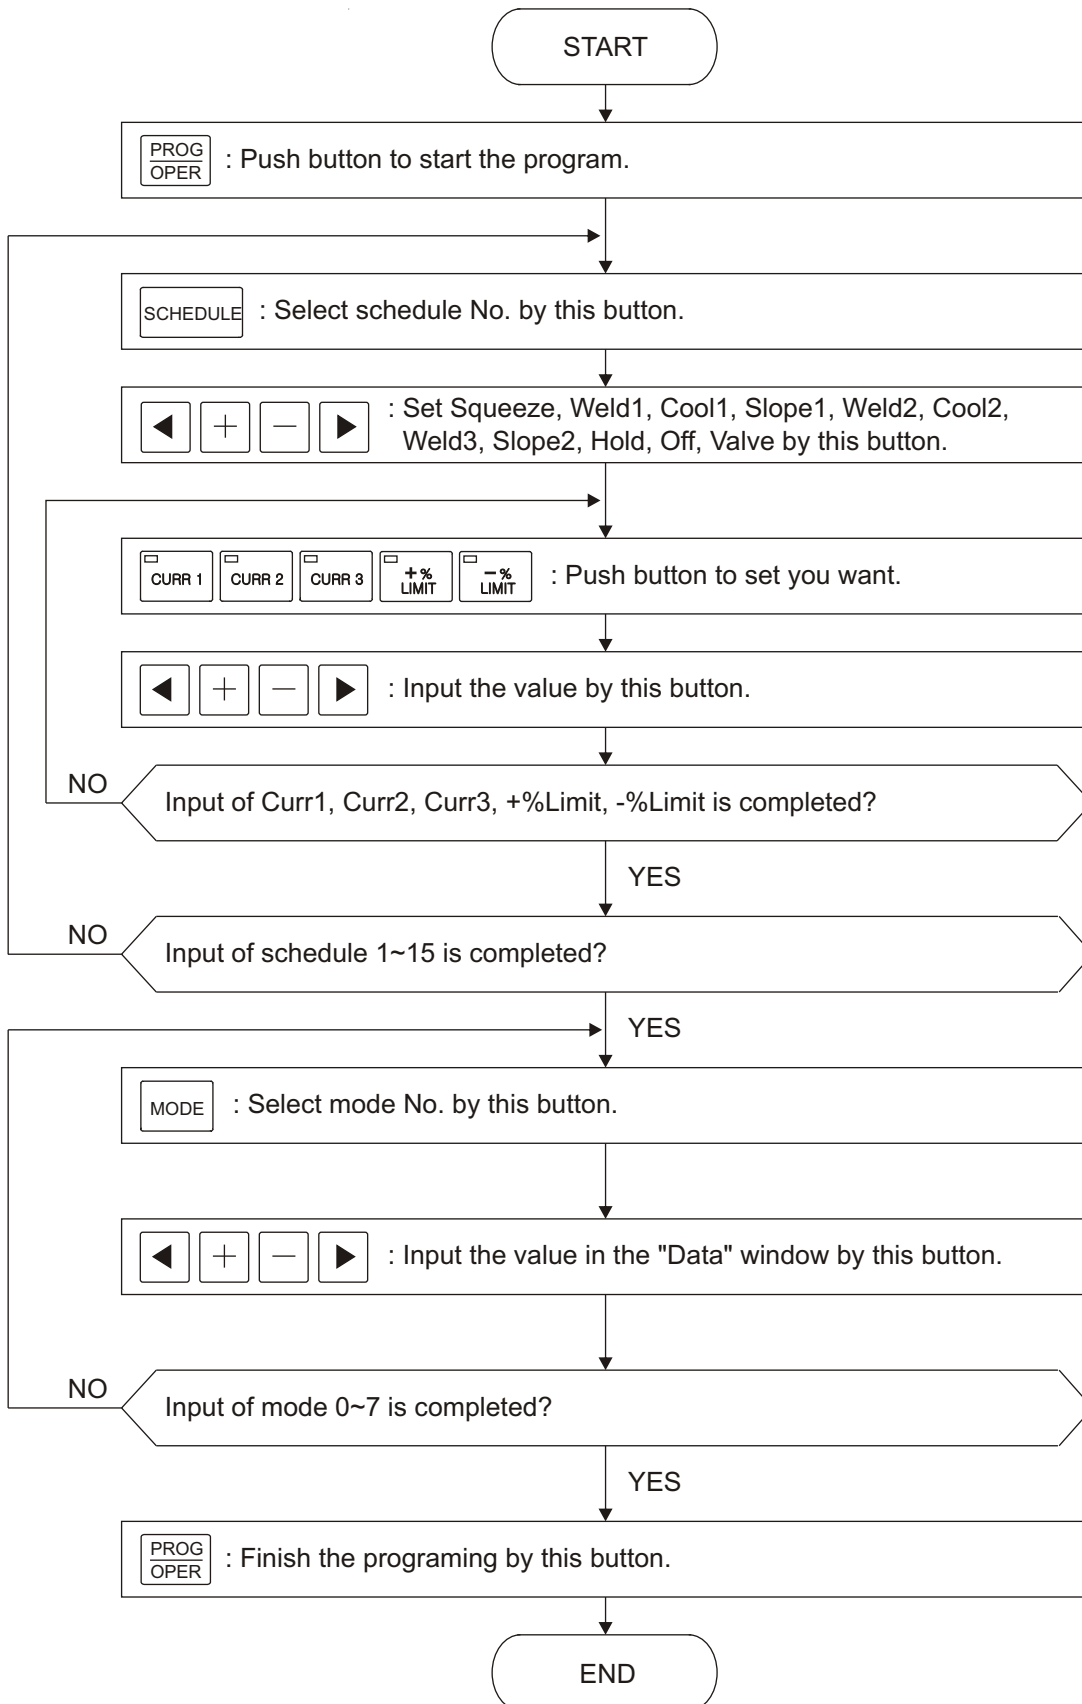 START
PROG
OPER
: Push button to start the program.
SCHEDULE : Select schedule No. by this button.
: Set Squeeze, Weld1, Cool1, Slope1, Weld2, Cool2,
Weld3, Slope2, Hold, Off, Valve by this button.
CURR 1 CURR 2 CURR 3 +% LIMIT -% LIMIT : Push button to set you want.
+ − : Input the value by this button.
NO
Input of Curr1, Curr2, Curr3, +%Limit, -%Limit is completed?
YES
NO
Input of schedule 1~15 is completed?
YES
MODE : Select mode No. by this button.
+ − : Input the value in the "Data" window by this button.
NO
Input of mode 0~7 is completed?
YES
PROG
OPER
: Finish the programing by this button.
END